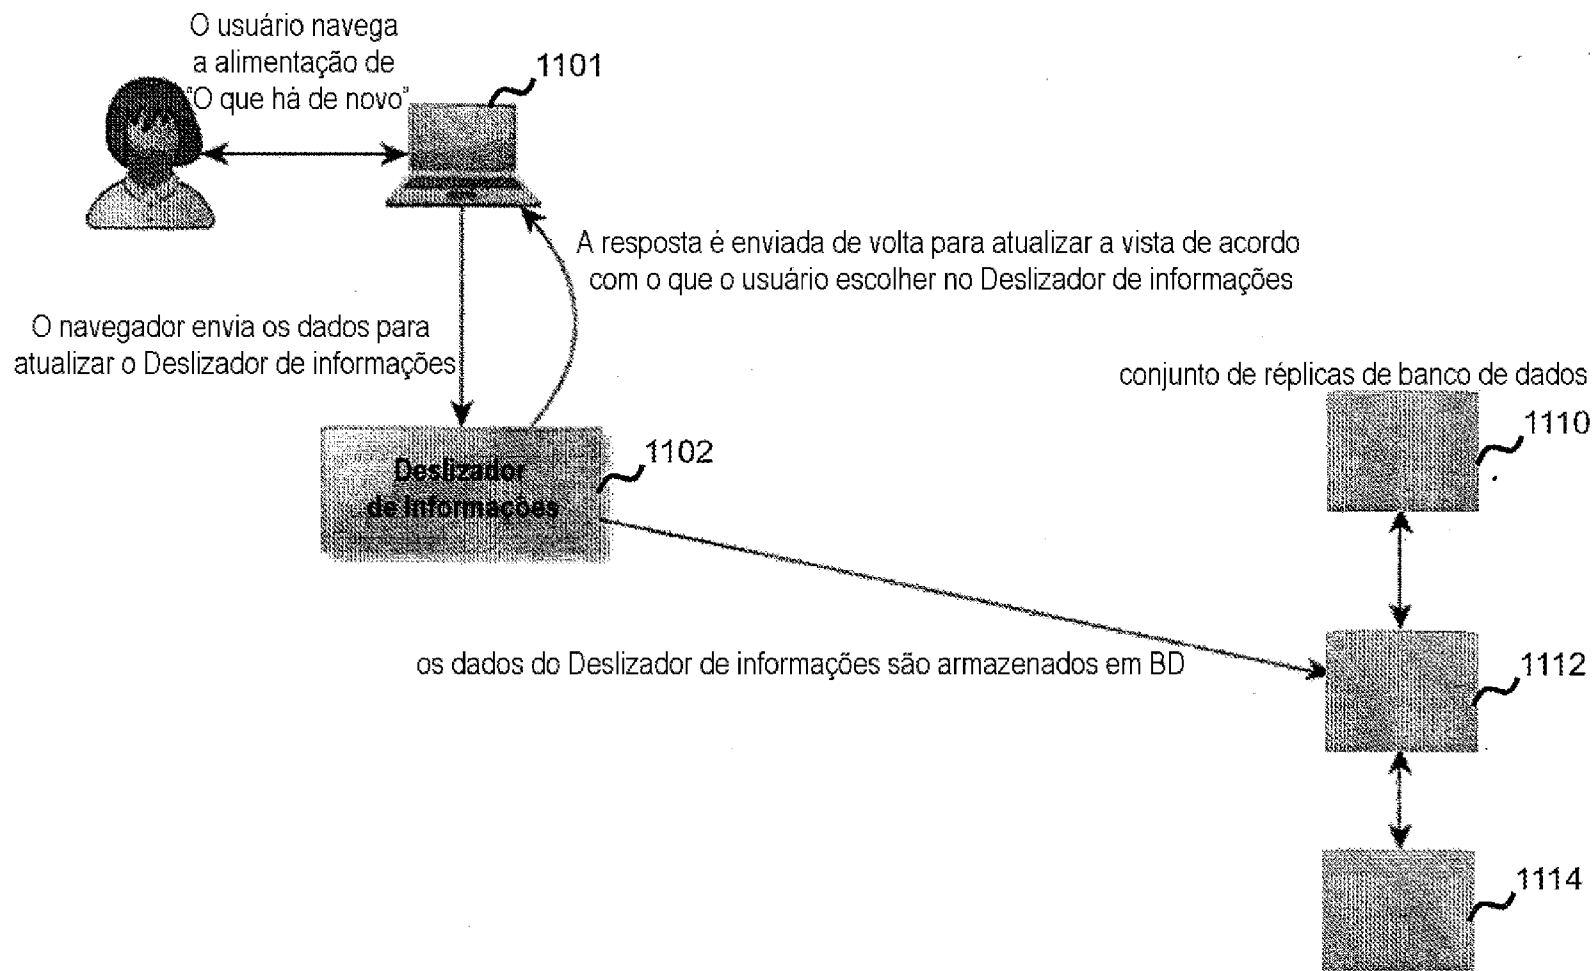 O usuário navega
a alimentação de
"O que há de novo"
1101
A resposta é enviada de volta para atualizar a vista de acordo
com o que o usuário escolher no Deslizador de informações
O navegador envia os dados para
atualizar o Deslizador de informações
conjunto de réplicas de banco de dados
1110
1102
Deslizador
de Informações
os dados do Deslizador de informações são armazenados em BD
1112
1114